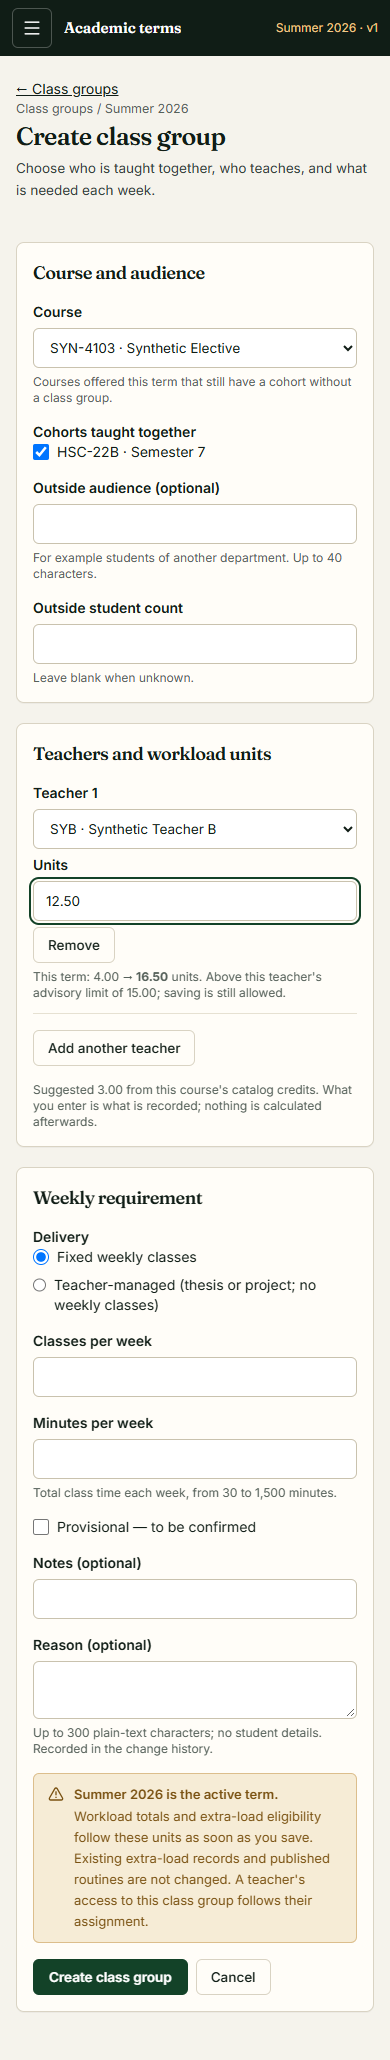 Academic terms
Summer 2026 · v1
← Class groups
Class groups / Summer 2026
Create class group
Choose who is taught together, who teaches, and what
is needed each week.
Course and audience
Course
SYN-4103 · Synthetic Elective
Courses offered this term that still have a cohort without
a class group.
Cohorts taught together
HSC-22B · Semester 7
Outside audience (optional)
For example students of another department. Up to 40
characters.
Outside student count
Leave blank when unknown.
Teachers and workload units
Teacher 1
SYB · Synthetic Teacher B
Units
12.50
Remove
This term: 4.00 → 16.50 units. Above this teacher's
advisory limit of 15.00; saving is still allowed.
Add another teacher
Suggested 3.00 from this course's catalog credits. What
you enter is what is recorded; nothing is calculated
afterwards.
Weekly requirement
Delivery
Fixed weekly classes
Teacher-managed (thesis or project; no
weekly classes)
Classes per week
Minutes per week
Total class time each week, from 30 to 1,500 minutes.
Provisional — to be confirmed
Notes (optional)
Reason (optional)
Up to 300 plain-text characters; no student details.
Recorded in the change history.
Summer 2026 is the active term.
Workload totals and extra-load eligibility
follow these units as soon as you save.
Existing extra-load records and published
routines are not changed. A teacher's
access to this class group follows their
assignment.
Create class group
Cancel